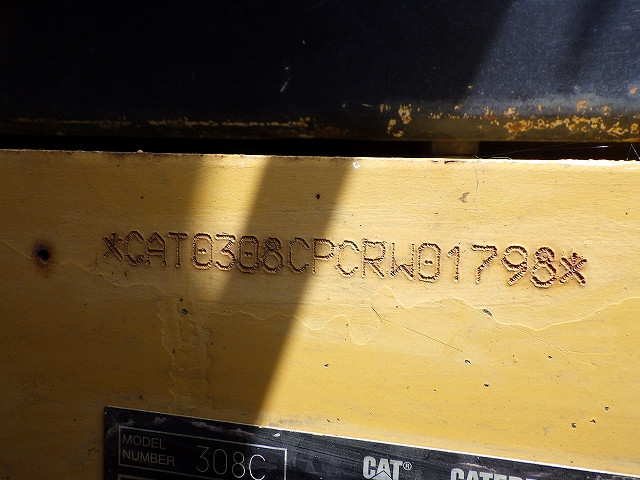 *CAT0308CPCRW01798*
MODEL
NUMBER 308C
CAT®